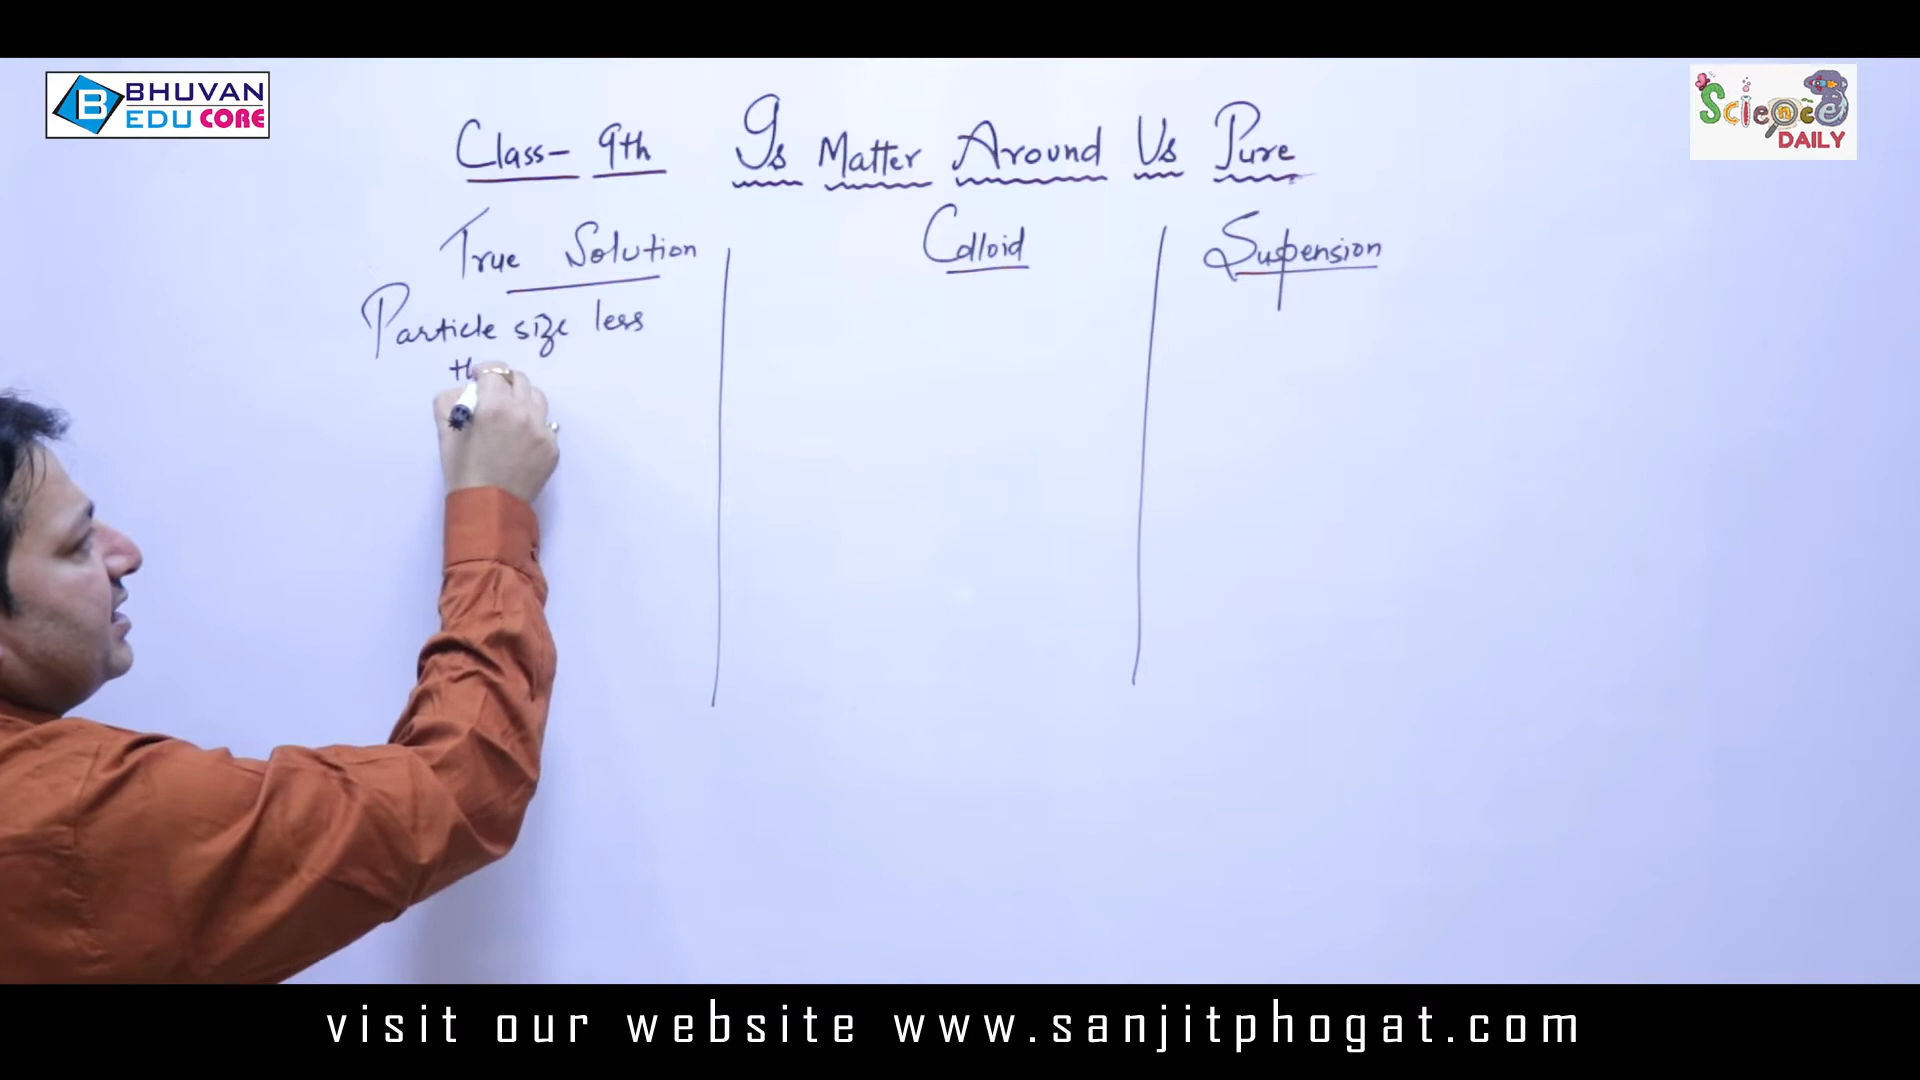 BHUVAN
EDU CORE
Science
DAILY
Class- 9th Is Matter Around Us Pure
True Solution
Colloid
Suspension
Particle size less
visit our website www.sanjitphogat.com